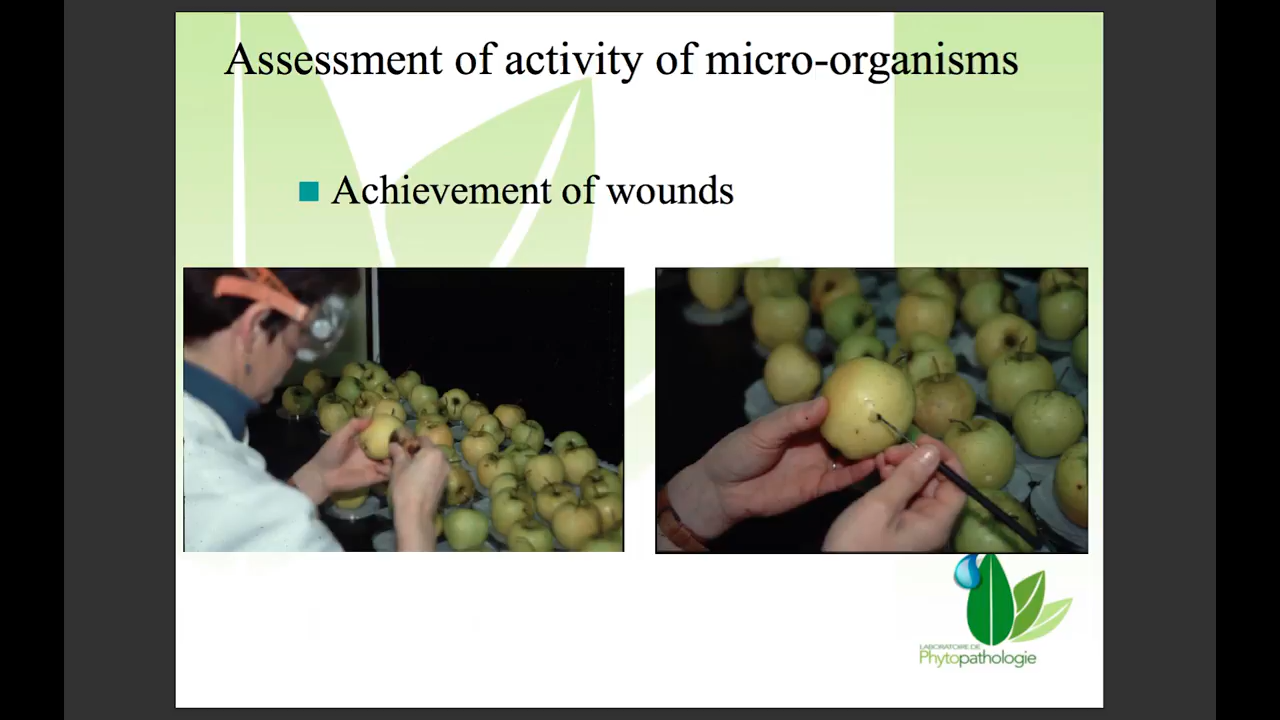 Assessment of activity of micro-organisms
Achievement of wounds
LABORATOIRE DE
Phytopathologie